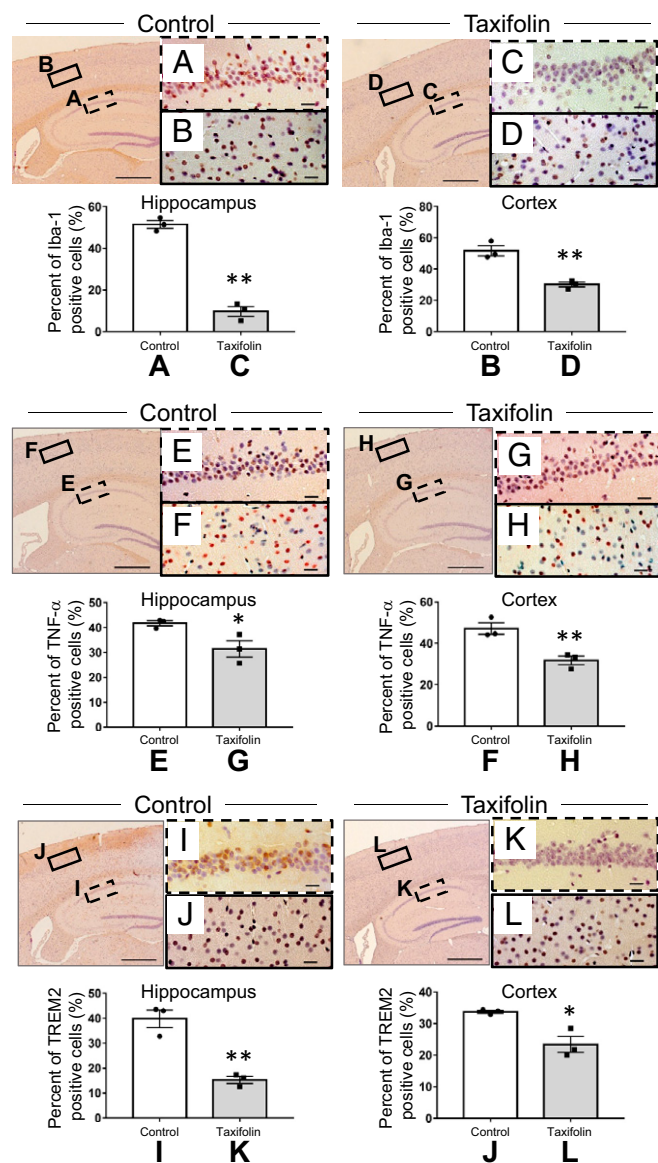 Control
Taxifolin
B
A
A
B
D
C
C
D
Hippocampus
Percent of Iba-1
positive cells (%)
60
40
20
0
**
Control
Taxifolin
A
C
Cortex
Percent of Iba-1
positive cells (%)
80
60
40
20
0
**
Control
Taxifolin
B
D
Control
Taxifolin
F
E
E
F
H
G
G
H
Hippocampus
Percent of TNF-α
positive cells (%)
50
40
30
20
10
0
*
Control
Taxifolin
E
G
Cortex
Percent of TNF-α
positive cells (%)
60
40
20
0
**
Control
Taxifolin
F
H
Control
Taxifolin
J
I
I
J
L
K
K
L
Hippocampus
Percent of TREM2
positive cells (%)
50
40
30
20
10
0
**
Control
Taxifolin
I
K
Cortex
Percent of TREM2
positive cells (%)
40
30
20
10
0
*
Control
Taxifolin
J
L